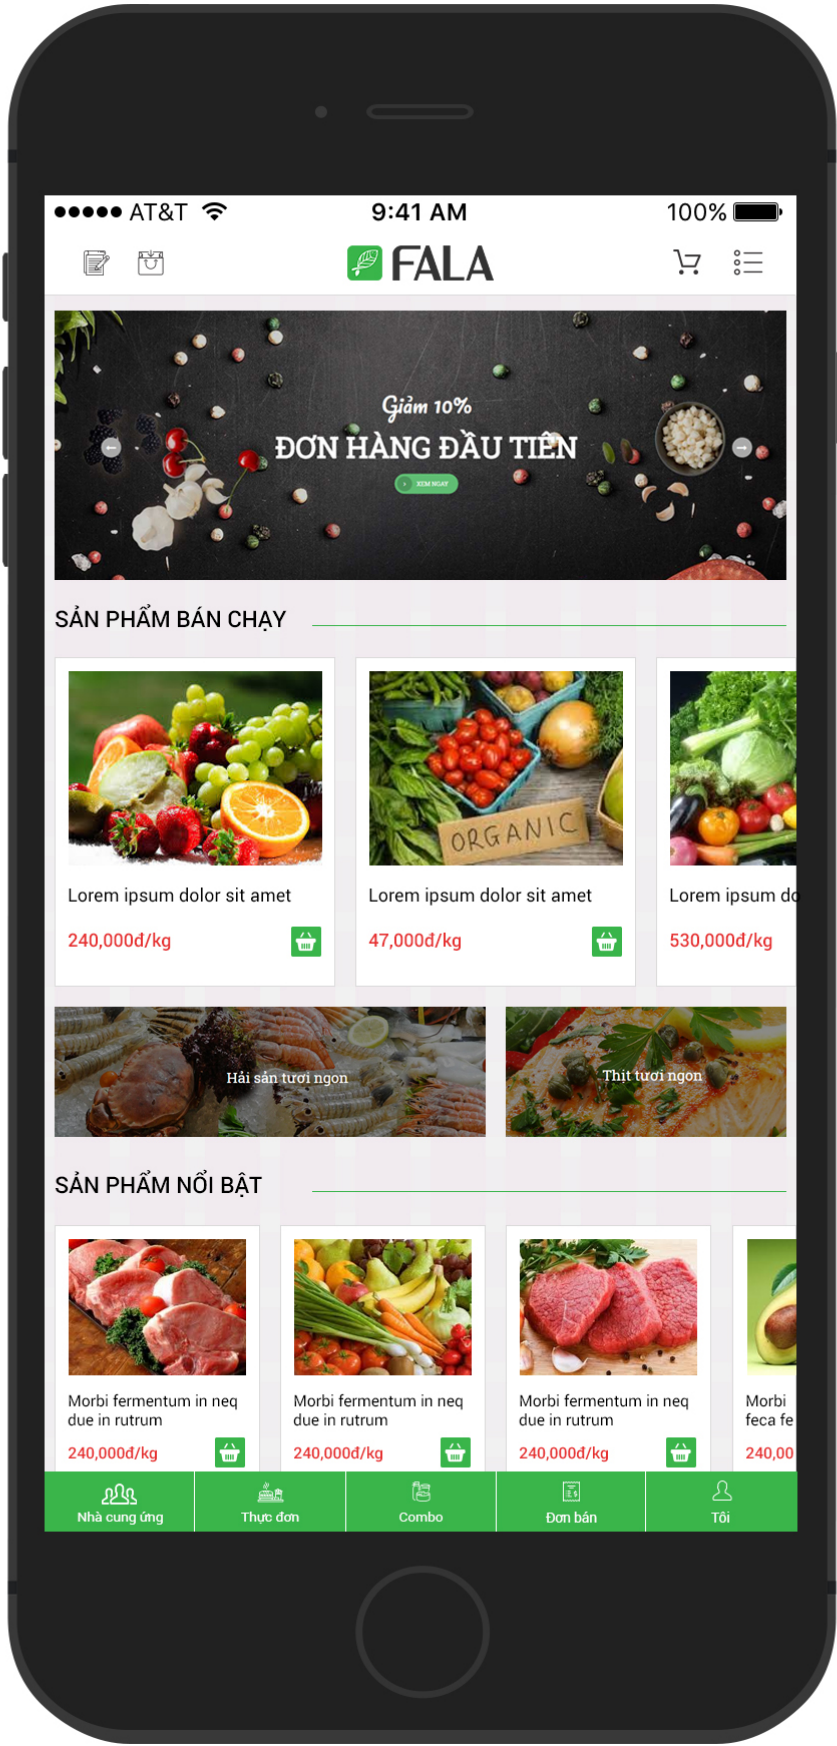 AT&T 9:41 AM 100%
FALA
Giảm 10%
ĐƠN HÀNG ĐẦU TIÊN
XEM NGAY
SẢN PHẨM BÁN CHẠY
ORGANIC
Lorem ipsum dolor sit amet
240,000đ/kg
Lorem ipsum dolor sit amet
47,000đ/kg
Lorem ipsum do
530,000đ/kg
Hải sản tươi ngon
Thịt tươi ngon
SẢN PHẨM NỔI BẬT
Morbi fermentum in neq
due in rutrum
240,000đ/kg
Morbi fermentum in neq
due in rutrum
240,000đ/kg
Morbi fermentum in neq
due in rutrum
240,000đ/kg
Morbi
feca fe
240,00
Nhà cung ứng
Thực đơn
Combo
Đơn bán
Tôi